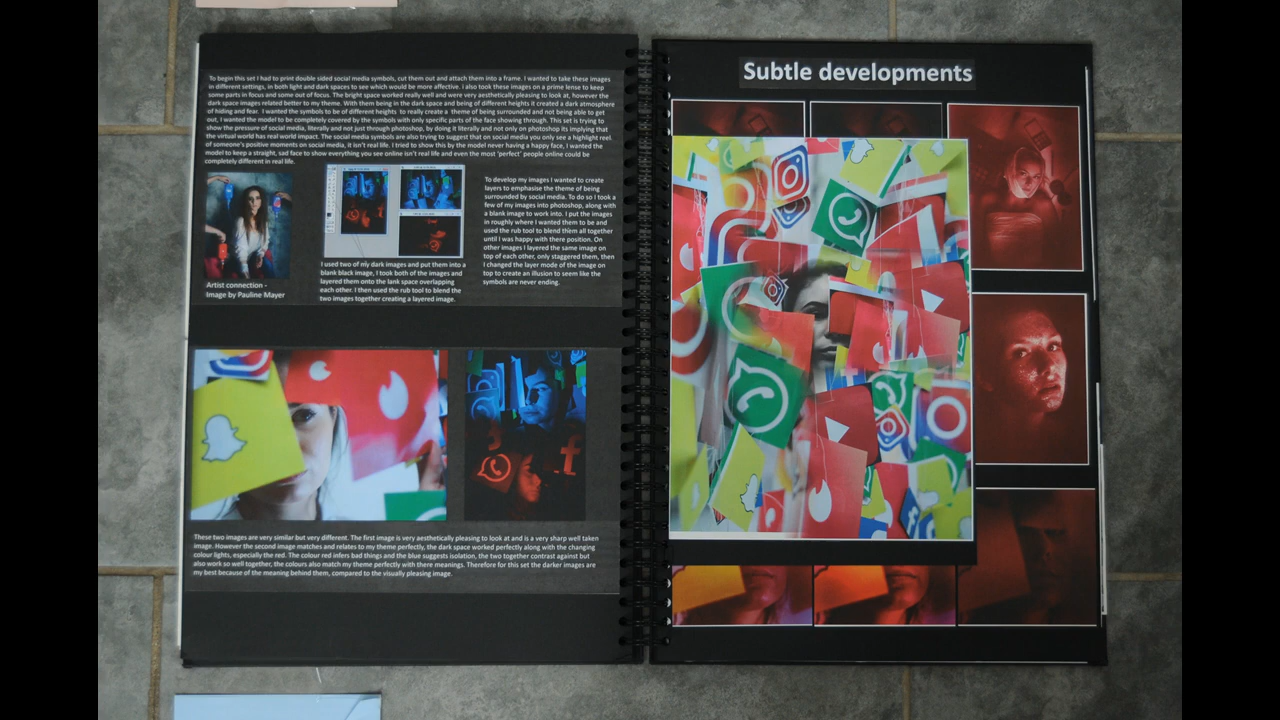 To begin this set I had to print double sided social media symbols, cut them out and attach them into a frame. I wanted to take these images
in different settings, in both light and dark spaces to see which would be more affective. I also took these images on a prime lense to keep
some parts in focus and some out of focus. The bright space worked really well and were very aesthetically pleasing to look at, however the
dark space images related better to my theme. With them being in the dark space and being of different heights it created a dark atmosphere
of hiding and fear. I wanted the symbols to be of different heights to really create a theme of being surrounded and not being able to get
out, I wanted the model to be completely covered by the symbols with only specific parts of the face showing through. This set is trying to
show the pressure of social media, literally and not just through photoshop, by doing it literally and not only on photoshop its implying that
the virtual world has real world impact. The social media symbols are also trying to suggest that on social media you only see a highlight reel
of someone's positive moments on social media, it isn't real life. I tried to show this by the model never having a happy face, I wanted the
model to keep a straight, sad face to show everything you see online isn't real life and even the most 'perfect' people online could be
completely different in real life.
Artist connection -
Image by Pauline Mayer
I used two of my dark images and put them into a
blank black image, I took both of the images and
layered them onto the lank space overlapping
each other. I then used the rub tool to blend the
two images together creating a layered image.
To develop my images I wanted to create
layers to emphasise the theme of being
surrounded by social media. To do so I took a
few of my images into photoshop, along with
a blank image to work into. I put the images
in roughly where I wanted them to be and
used the rub tool to blend them all together
until I was happy with there position. On
other images I layered the same image on
top of each other, only staggered them, then
I changed the layer mode of the image on
top to create an illusion to seem like the
symbols are never ending.
These two images are very similar but very different. The first image is very aesthetically pleasing to look at and is a very sharp well taken
image. However the second image matches and relates to my theme perfectly, the dark space worked perfectly along with the changing
colour lights, especially the red. The colour red infers bad things and the blue suggests isolation, the two together contrast against but
also work so well together, the colours also match my theme perfectly with there meanings. Therefore for this set the darker images are
my best because of the meaning behind them, compared to the visually pleasing image.
Subtle developments